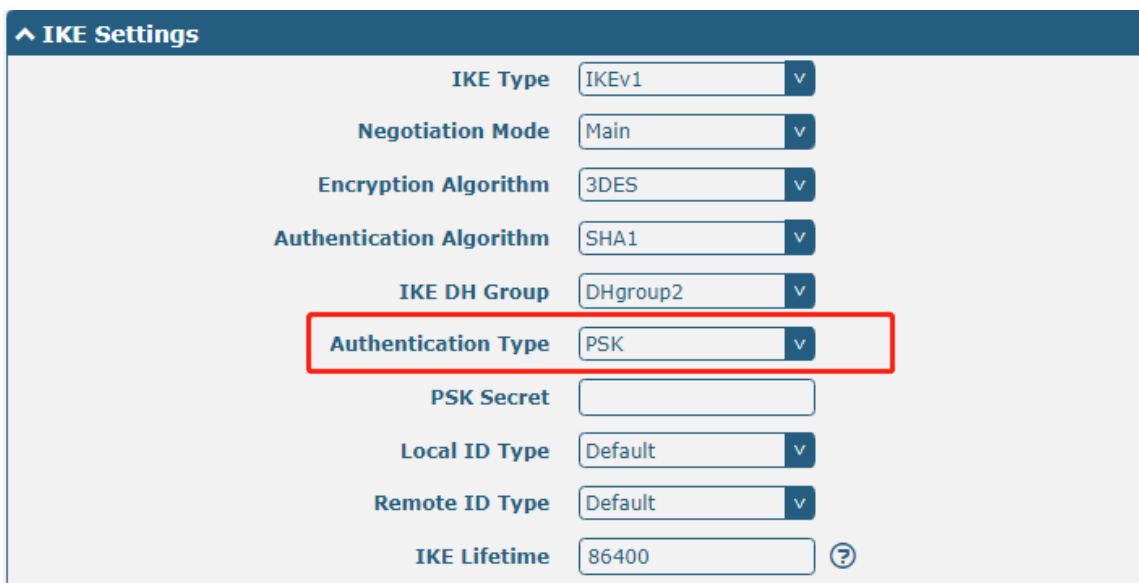 IKE Settings
IKE Type IKEv1
Negotiation Mode Main
Encryption Algorithm 3DES
Authentication Algorithm SHA1
IKE DH Group DHgroup2
Authentication Type PSK
PSK Secret
Local ID Type Default
Remote ID Type Default
IKE Lifetime 86400 ?